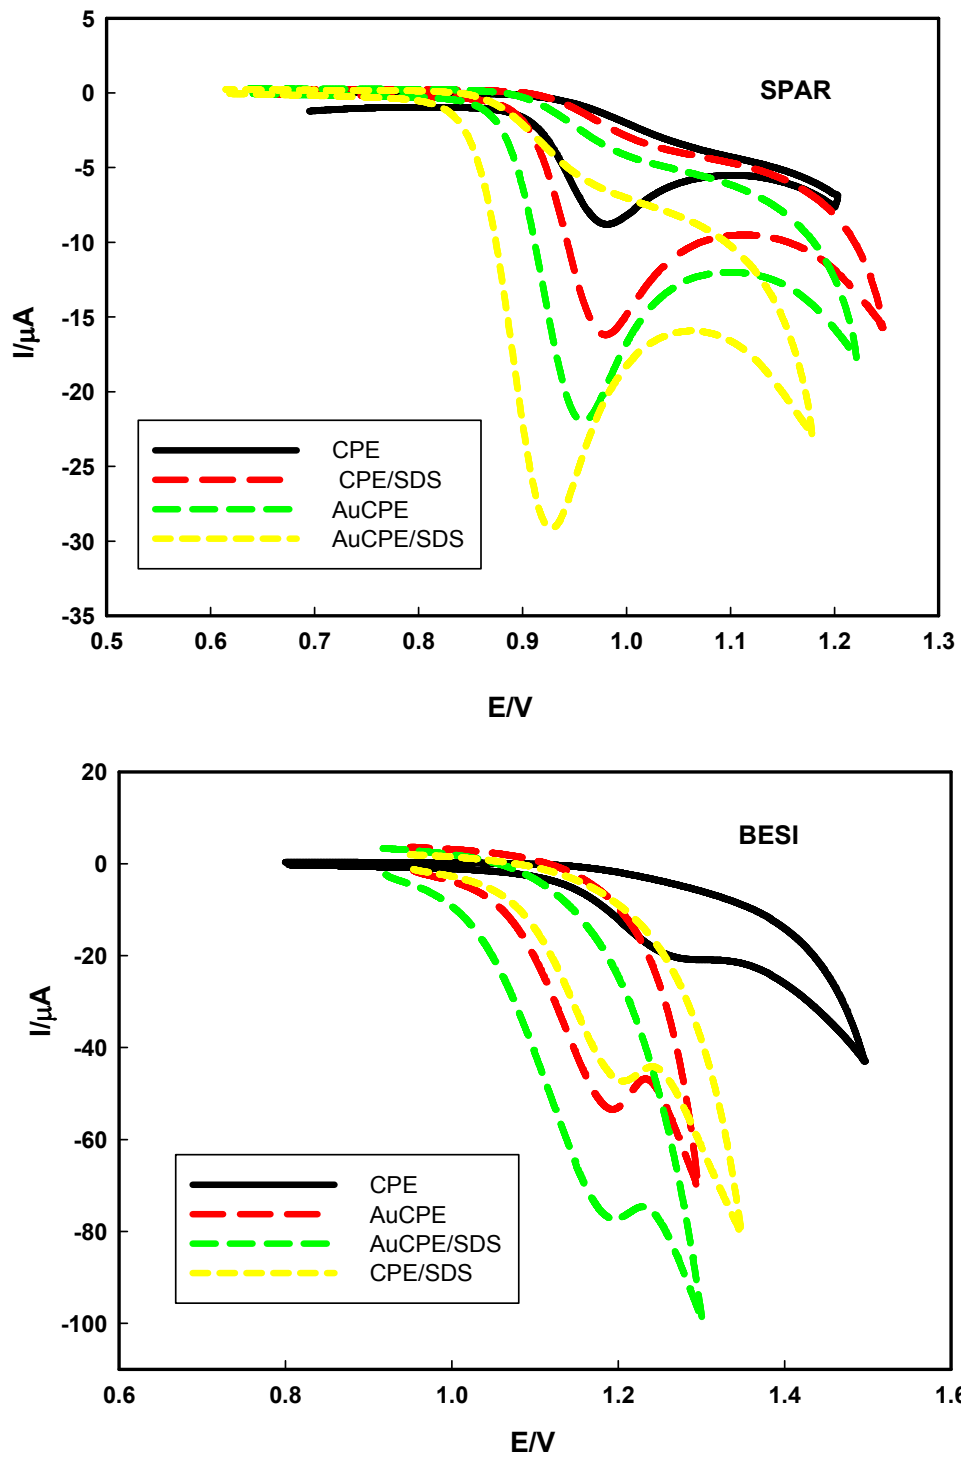 5
0
-5
-10
-15
-20
-25
-30
-35
I/µA
SPAR
CPE
CPE/SDS
AuCPE
AuCPE/SDS
0.5 0.6 0.7 0.8 0.9 1.0 1.1 1.2 1.3
E/V
20
0
-20
-40
-60
-80
-100
I/µA
BESI
CPE
AuCPE
AuCPE/SDS
CPE/SDS
0.6 0.8 1.0 1.2 1.4 1.6
E/V